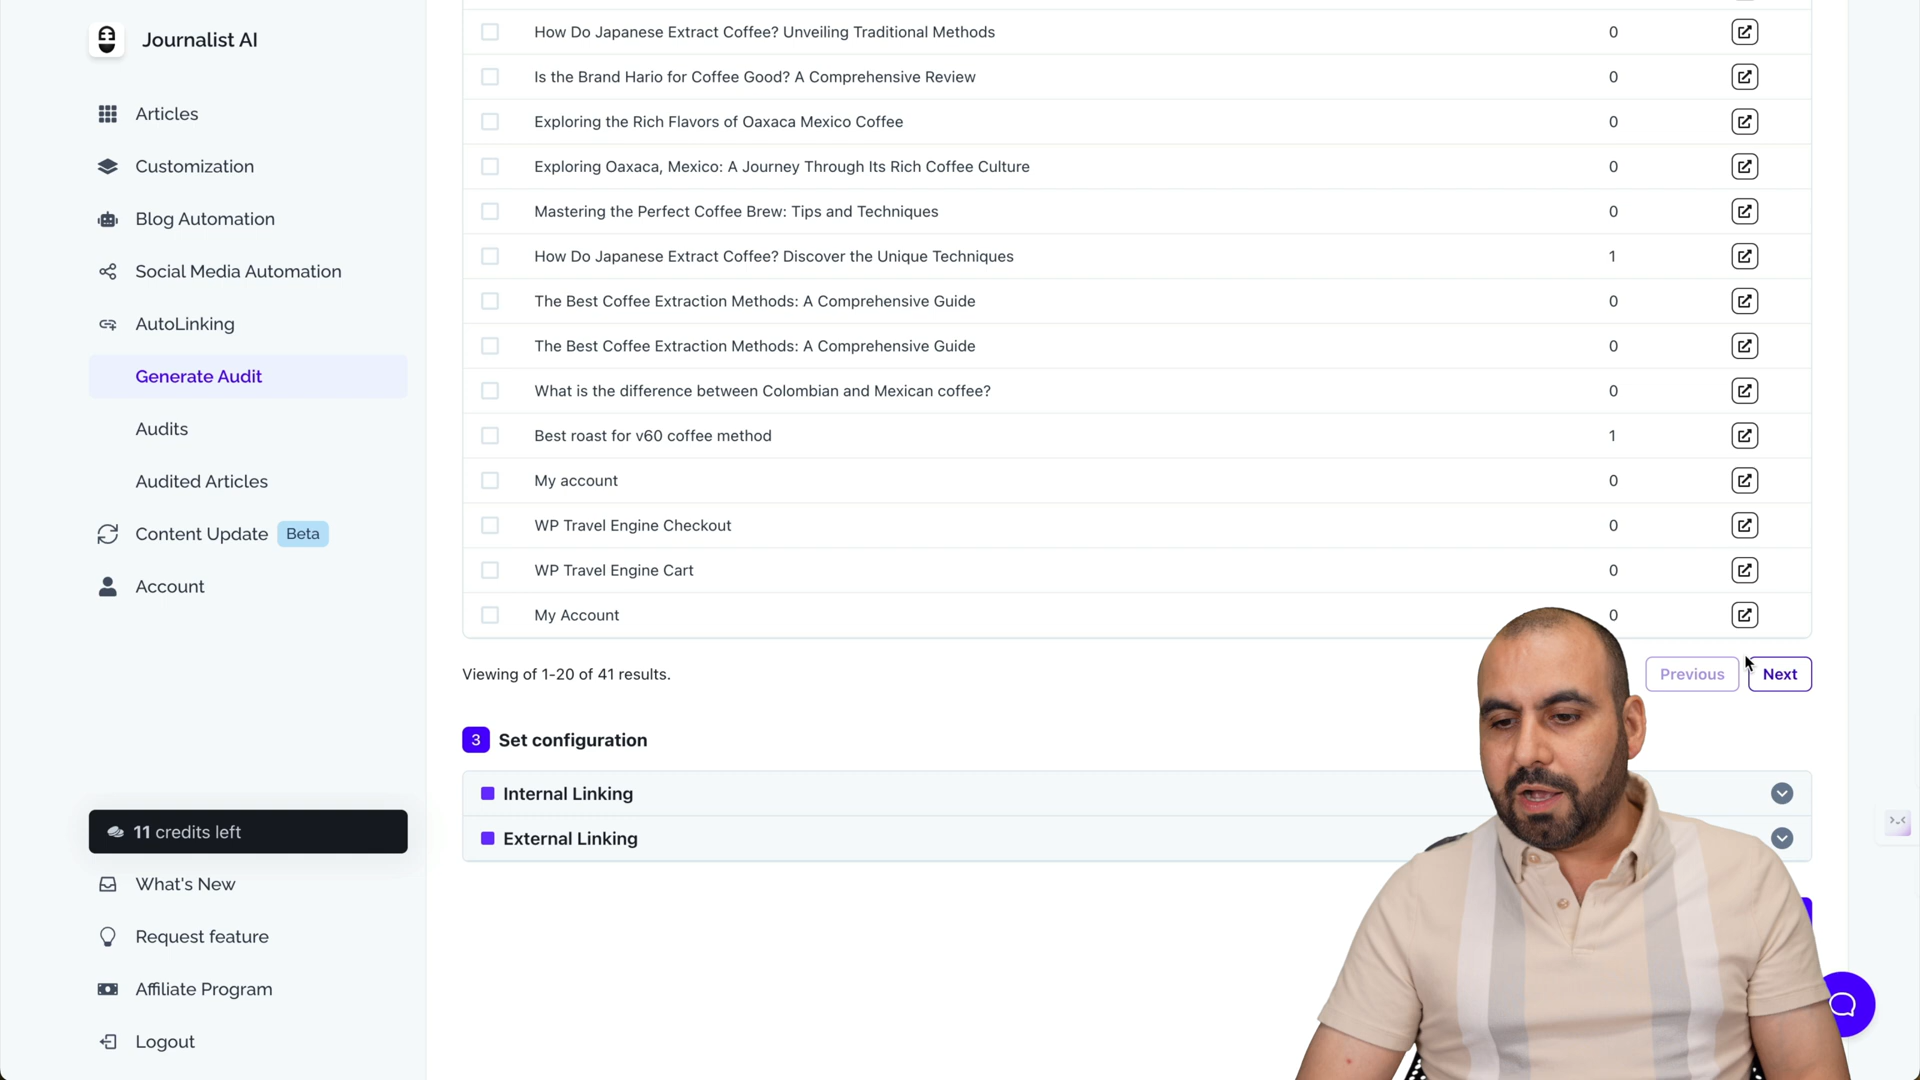 Journalist AI
Articles
Customization
Blog Automation
Social Media Automation
AutoLinking
Generate Audit
Audits
Audited Articles
Content Update Beta
Account
11 credits left
What's New
Request feature
Affiliate Program
Logout
How Do Japanese Extract Coffee? Unveiling Traditional Methods 0
Is the Brand Hario for Coffee Good? A Comprehensive Review 0
Exploring the Rich Flavors of Oaxaca Mexico Coffee 0
Exploring Oaxaca, Mexico: A Journey Through Its Rich Coffee Culture 0
Mastering the Perfect Coffee Brew: Tips and Techniques 0
How Do Japanese Extract Coffee? Discover the Unique Techniques 1
The Best Coffee Extraction Methods: A Comprehensive Guide 0
The Best Coffee Extraction Methods: A Comprehensive Guide 0
What is the difference between Colombian and Mexican coffee? 0
Best roast for v60 coffee method 1
My account 0
WP Travel Engine Checkout 0
WP Travel Engine Cart 0
My Account 0
Viewing of 1-20 of 41 results. Previous Next
3 Set configuration
Internal Linking
External Linking